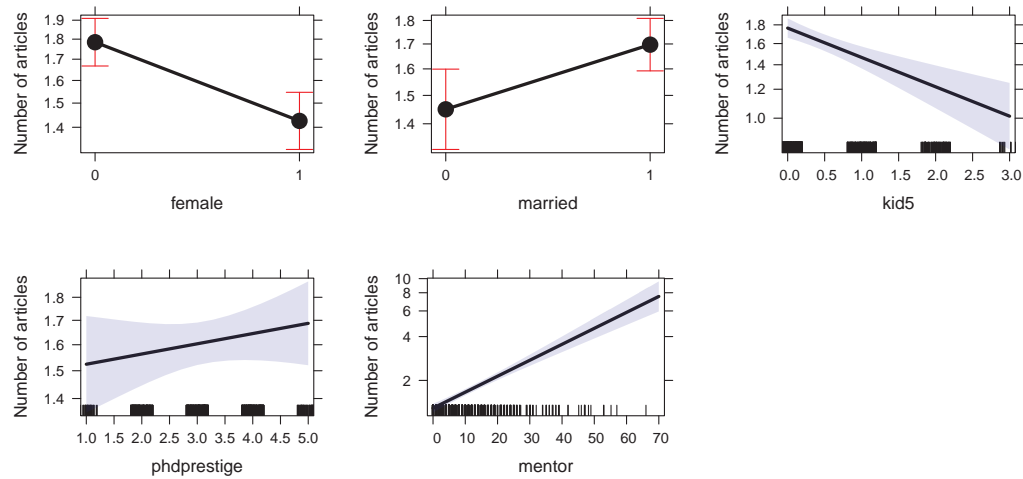 Number of articles
1.9
1.8
1.7
1.6
1.5
1.4
0 1
female
Number of articles
1.8
1.7
1.6
1.5
1.4
0 1
married
Number of articles
1.8
1.6
1.4
1.2
1.0
0.0 0.5 1.0 1.5 2.0 2.5 3.0
kid5
Number of articles
1.8
1.7
1.6
1.5
1.4
1.0 1.5 2.0 2.5 3.0 3.5 4.0 4.5 5.0
phdprestige
Number of articles
10
8
6
4
2
0 10 20 30 40 50 60 70
mentor